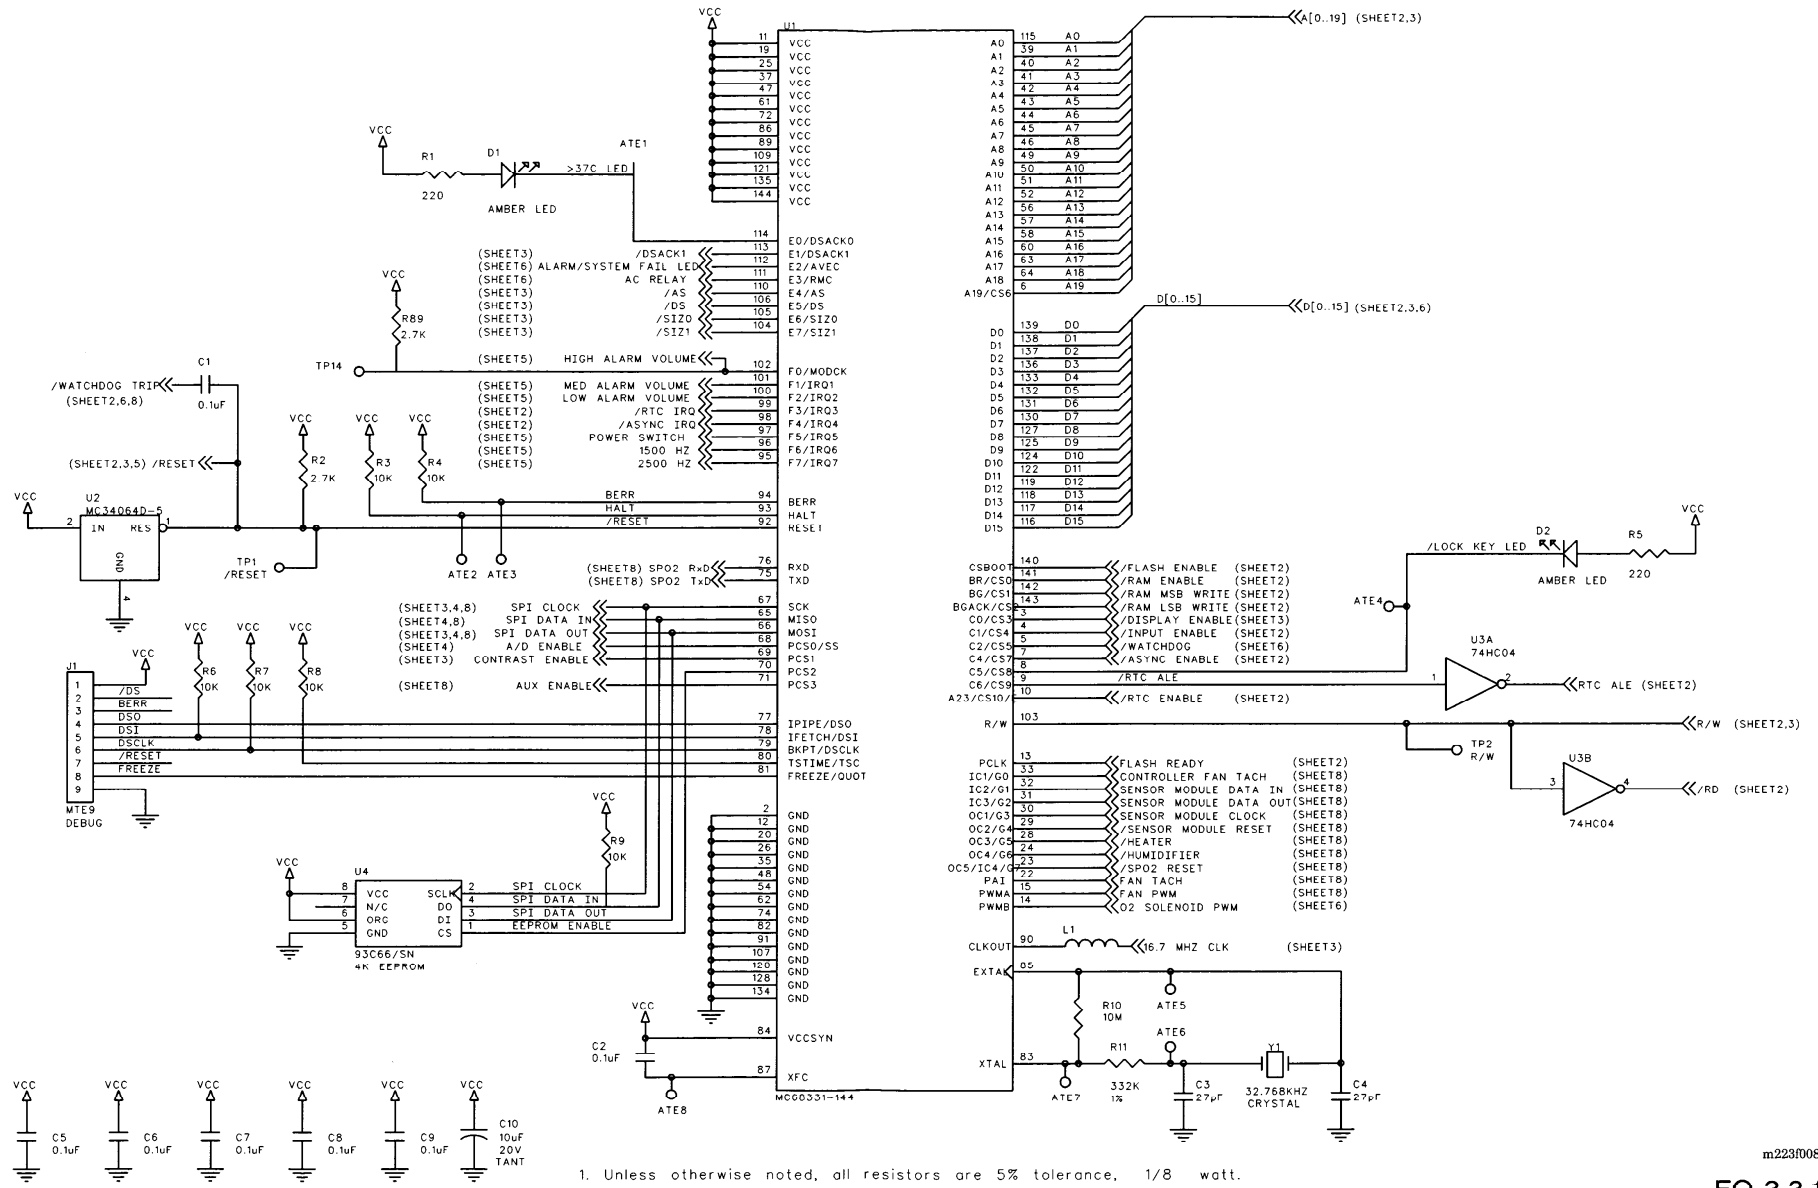 VCC
U1
A[0..19] (SHEET2,3)
11 VCC
19 VCC
25 VCC
37 VCC
47 VCC
61 VCC
72 VCC
86 VCC
89 VCC
109 VCC
121 VCC
135 VCC
144 VCC
A0 115 A0
A1 39 A1
A2 40 A2
A3 41 A3
A4 42 A4
A5 43 A5
A6 44 A6
A7 45 A7
A8 46 A8
A9 49 A9
A10 50 A10
A11 51 A11
A12 52 A12
A13 56 A13
A14 57 A14
A15 58 A15
A16 60 A16
A17 63 A17
A18 64 A18
A19/CS6 6 A19
VCC
R1
220
D1
AMBER LED
>37C LED
ATE1
114 E0/DSACK0
(SHEET3) /DSACK1 113 E1/DSACK1
(SHEET6) ALARM/SYSTEM FAIL LED 112 E2/AVEC
(SHEET6) AC RELAY 111 E3/RMC
(SHEET3) /AS 110 E4/AS
(SHEET3) /DS 106 E5/DS
(SHEET3) /SIZ0 105 E6/SIZ0
(SHEET3) /SIZ1 104 E7/SIZ1
D[0..15]
D[0..15] (SHEET2,3,6)
D0 139 D0
D1 138 D1
D2 137 D2
D3 136 D3
D4 133 D4
D5 132 D5
D6 131 D6
D7 130 D7
D8 127 D8
D9 125 D9
D10 124 D10
D11 122 D11
D12 119 D12
D13 118 D13
D14 117 D14
D15 116 D15
VCC
R89
2.7K
TP14
(SHEET5) HIGH ALARM VOLUME 102 F0/MODCK
(SHEET5) MED ALARM VOLUME 101 F1/IRQ1
(SHEET5) LOW ALARM VOLUME 100 F2/IRQ2
(SHEET2) /RTC IRQ 99 F3/IRQ3
(SHEET2) /ASYNC IRQ 98 F4/IRQ4
(SHEET5) POWER SWITCH 97 F5/IRQ5
(SHEET5) 1500 HZ 96 F6/IRQ6
(SHEET5) 2500 HZ 95 F7/IRQ7
C1
0.1uF
/WATCHDOG TRIP
(SHEET2,6,8)
(SHEET2,3,5) /RESET
VCC
R2
2.7K
VCC
R3
10K
VCC
R4
10K
BERR 94 BERR
HALT 93 HALT
/RESET 92 RESET
VCC
U2
MC34064D-5
2 IN RES 1
GND
4
TP1
/RESET
ATE2 ATE3
(SHEET8) SPO2 RxD 76 RXD
(SHEET8) SPO2 TxD 75 TXD
(SHEET3,4,8) SPI CLOCK 67 SCK
(SHEET4,8) SPI DATA IN 65 MISO
(SHEET3,4,8) SPI DATA OUT 66 MOSI
(SHEET4) A/D ENABLE 68 PCS0/SS
(SHEET3) CONTRAST ENABLE 69 PCS1
70 PCS2
(SHEET8) AUX ENABLE 71 PCS3
CSBOOT 140 /FLASH ENABLE (SHEET2)
BR/CS0 141 /RAM ENABLE (SHEET2)
BG/CS1 142 /RAM MSB WRITE (SHEET2)
BGACK/CS2 143 /RAM LSB WRITE (SHEET2)
C0/CS3 3 /DISPLAY ENABLE (SHEET3)
C1/CS4 4 /INPUT ENABLE (SHEET2)
C2/CS5 5 /WATCHDOG (SHEET6)
C4/CS7 7 /ASYNC ENABLE (SHEET2)
C5/CS8 8
C6/CS9 9 /RTC ALE
A23/CS10/ 10 /RTC ENABLE (SHEET2)
/LOCK KEY LED
D2
AMBER LED
R5
220
VCC
ATE4
U3A
74HC04
1 2
RTC ALE (SHEET2)
R/W 103
R/W (SHEET2,3)
TP2
R/W
U3B
3 4
74HC04
/RD (SHEET2)
J1
VCC
1
2 /DS
3 BERR
4 DSO
5 DSI
6 DSCLK
7 /RESET
8 FREEZE
9
MTE9
DEBUG
VCC
R6
10K
VCC
R7
10K
VCC
R8
10K
77 IPIPE/DSO
78 IFETCH/DSI
79 BKPT/DSCLK
80 TSTIME/TSC
81 FREEZE/QUOT
PCLK 13 FLASH READY (SHEET2)
IC1/G0 33 CONTROLLER FAN TACH (SHEET8)
IC2/G1 32 SENSOR MODULE DATA IN (SHEET8)
IC3/G2 31 SENSOR MODULE DATA OUT (SHEET8)
OC1/G3 30 SENSOR MODULE CLOCK (SHEET8)
OC2/G4 29 /SENSOR MODULE RESET (SHEET8)
OC3/G5 28 /HEATER (SHEET8)
OC4/G6 24 /HUMIDIFIER (SHEET8)
OC5/IC4/G7 23 /SPO2 RESET (SHEET8)
PAI 22 FAN TACH (SHEET8)
PWMA 15 FAN PWM (SHEET8)
PWMB 14 O2 SOLENOID PWM (SHEET6)
2 GND
12 GND
20 GND
26 GND
35 GND
48 GND
54 GND
62 GND
74 GND
82 GND
91 GND
107 GND
120 GND
128 GND
134 GND
VCC
R9
10K
VCC
U4
8 VCC SCLK 2 SPI CLOCK
7 N/C DO 4 SPI DATA IN
6 ORG DI 3 SPI DATA OUT
5 GND CS 1 EEPROM ENABLE
93C66/SN
4K EEPROM
CLKOUT 90
L1
16.7 MHZ CLK (SHEET3)
EXTAL 85
ATE5
R10
10M
ATE6
XTAL 83
R11
332K
1%
ATE7
Y1
32.768KHZ
CRYSTAL
C3
27pF
C4
27pF
VCC
C2
0.1uF
84 VCCSYN
87 XFC
ATE8
MCG0331-144
VCC
C5
0.1uF
VCC
C6
0.1uF
VCC
C7
0.1uF
VCC
C8
0.1uF
VCC
C9
0.1uF
VCC
C10
10uF
20V
TANT
1. Unless otherwise noted, all resistors are 5% tolerance, 1/8 watt.
m223f008